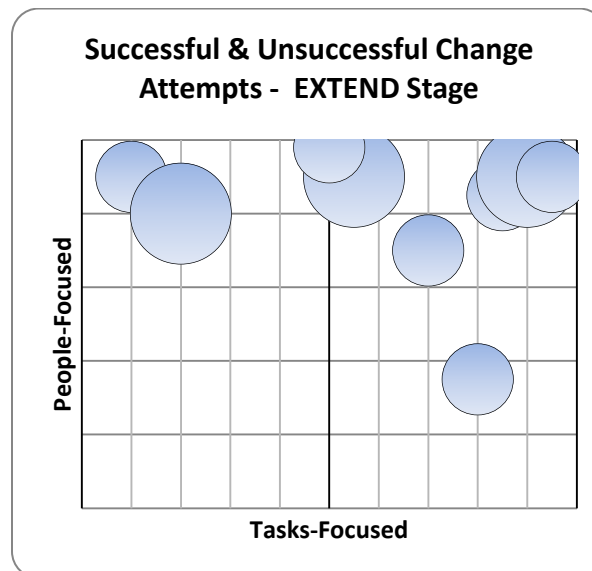 Successful & Unsuccessful Change
Attempts - EXTEND Stage
People-Focused
Tasks-Focused